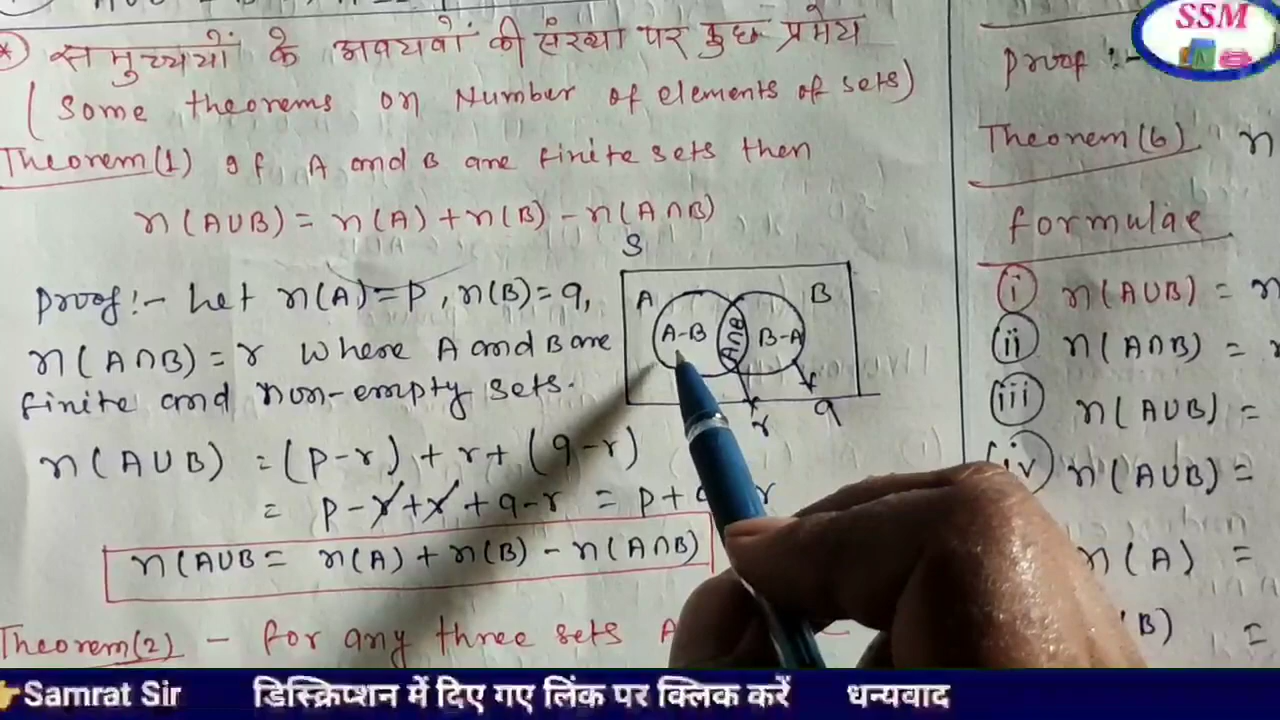 * समुच्चयों के अवयवों की संख्या पर कुछ प्रमेय
(Some theorems on Number of elements of sets)
Theorem(1) If A and B are finite sets then
n(A∪B) = n(A) + n(B) - n(A∩B)
S
A
B
A-B
A∩B
B-A
r
q
Proof:- Let n(A)=p, n(B)=q,
n(A∩B)=r where A and B are
finite and non-empty sets.
n(A∪B) = (p-r) + r + (q-r)
= p-r+r+q-r = p+ r
n(A∪B = n(A) + n(B) - n(A∩B)
Theorem(2) - for any three sets A
Proof :-
Theorem(6) n
formulae
(i) n(A∪B) = n
(ii) n(A∩B) =
(iii) n(A∪B) =
(iv) n(A∪B) =
n(A) =
B) =
SSM
Samrat Sir डिस्क्रिप्शन में दिए गए लिंक पर क्लिक करें धन्यवाद